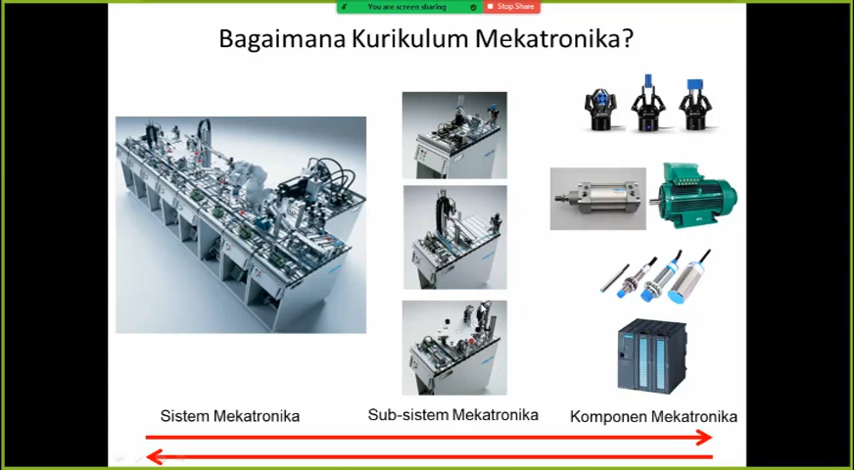 You are screen sharing
Stop Share
Bagaimana Kurikulum Mekatronika?
Sistem Mekatronika
Sub-sistem Mekatronika
Komponen Mekatronika